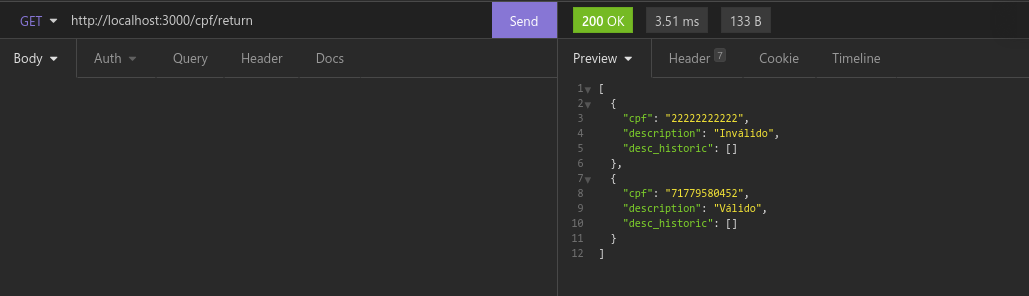 GET http://localhost:3000/cpf/return Send 200 OK 3.51 ms 133 B
Body Auth Query Header Docs Preview Header 7 Cookie Timeline
1 [
2 {
3 "cpf": "22222222222",
4 "description": "Inválido",
5 "desc_historic": []
6 },
7 {
8 "cpf": "71779580452",
9 "description": "Válido",
10 "desc_historic": []
11 }
12 ]